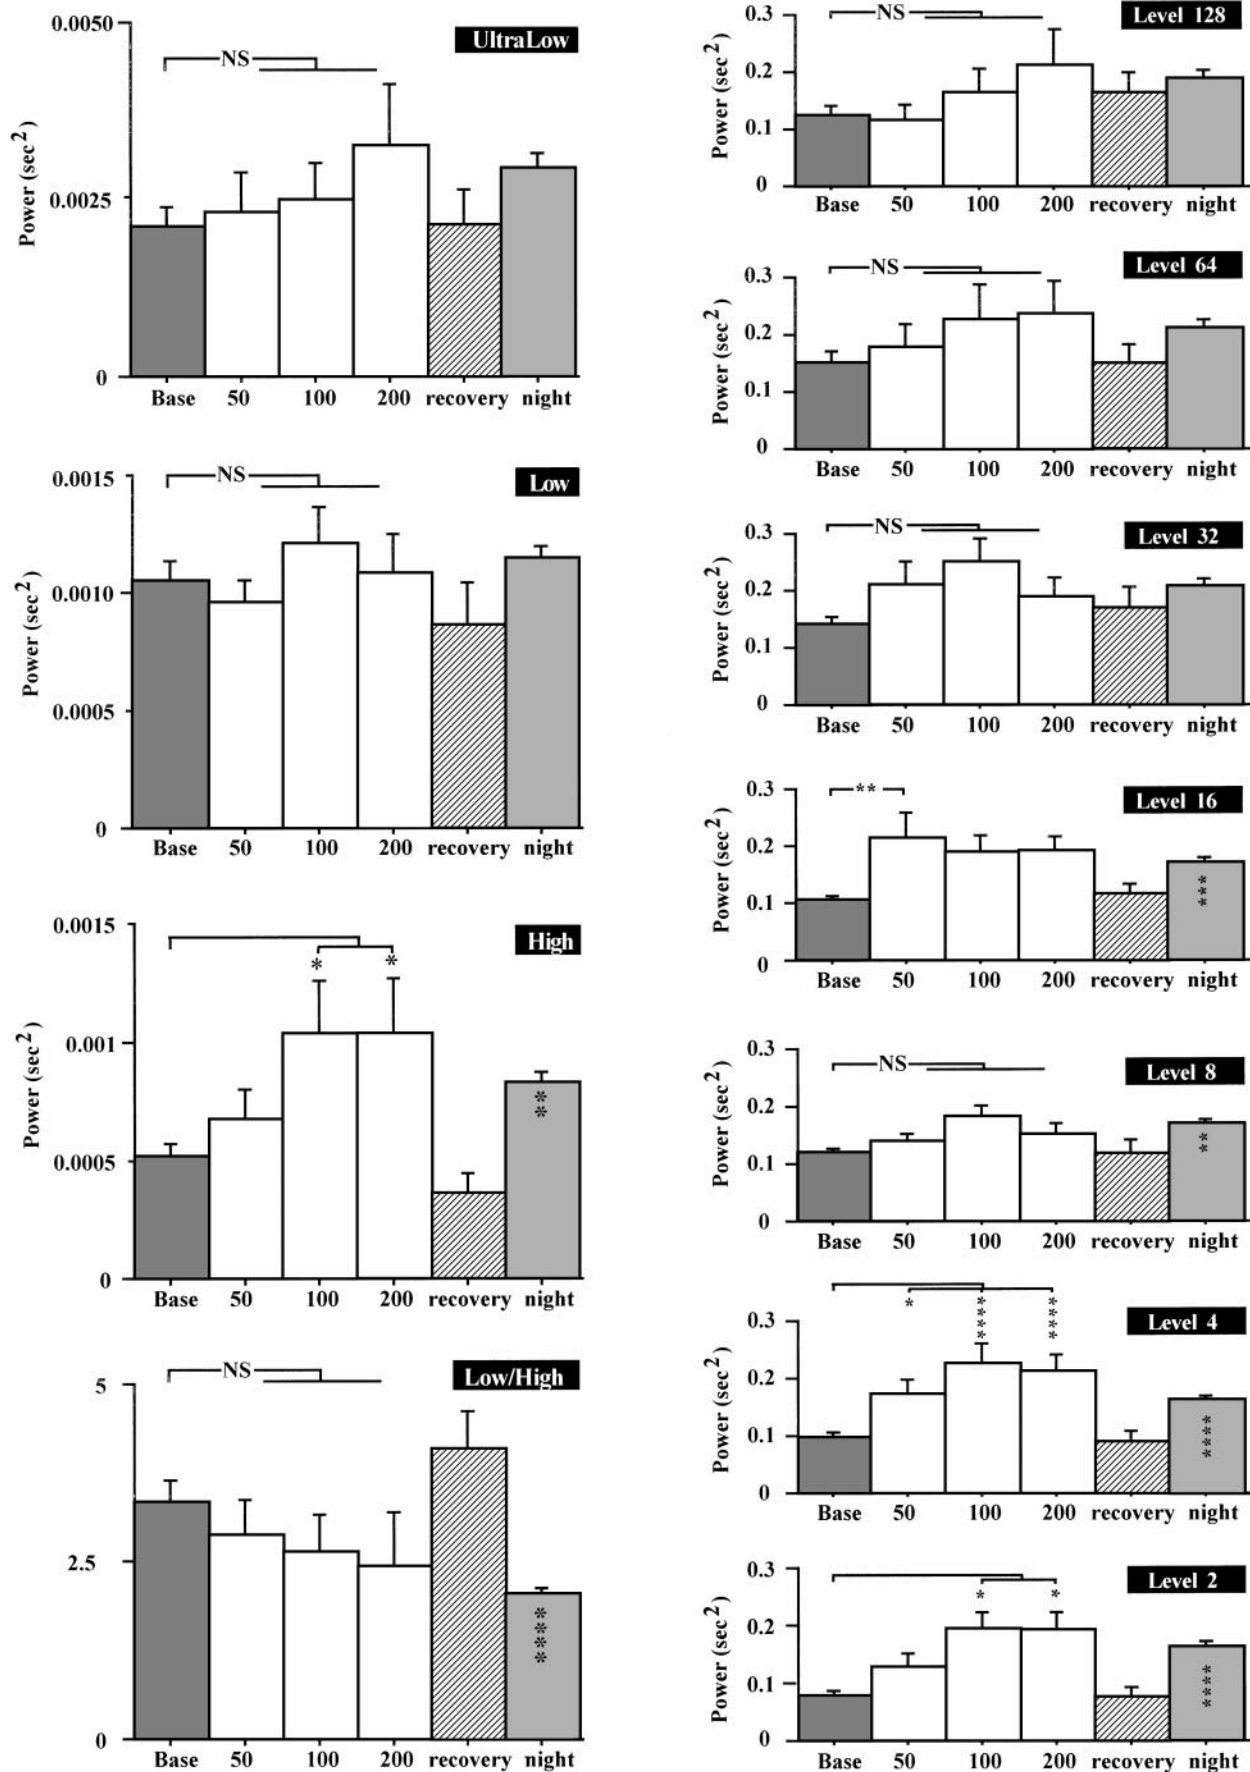 UltraLow
0.0050
NS
0.0025
0
Power (sec2)
Base 50 100 200 recovery night
Low
0.0015
NS
0.0010
0.0005
0
Power (sec2)
Base 50 100 200 recovery night
High
0.0015
* *
0.001
**
0.0005
0
Power (sec2)
Base 50 100 200 recovery night
Low/High
NS
5
2.5
****
0
Base 50 100 200 recovery night
Level 128
0.3
NS
0.2
0.1
0
Power (sec2)
Base 50 100 200 recovery night
Level 64
0.3
NS
0.2
0.1
0
Power (sec2)
Base 50 100 200 recovery night
Level 32
0.3
NS
0.2
0.1
0
Power (sec2)
Base 50 100 200 recovery night
Level 16
0.3
**
0.2
***
0.1
0
Power (sec2)
Base 50 100 200 recovery night
Level 8
0.3
NS
0.2
**
0.1
0
Power (sec2)
Base 50 100 200 recovery night
Level 4
* **** ****
0.3
0.2
****
0.1
0
Power (sec2)
Base 50 100 200 recovery night
Level 2
0.3
* *
0.2
****
0.1
0
Power (sec2)
Base 50 100 200 recovery night